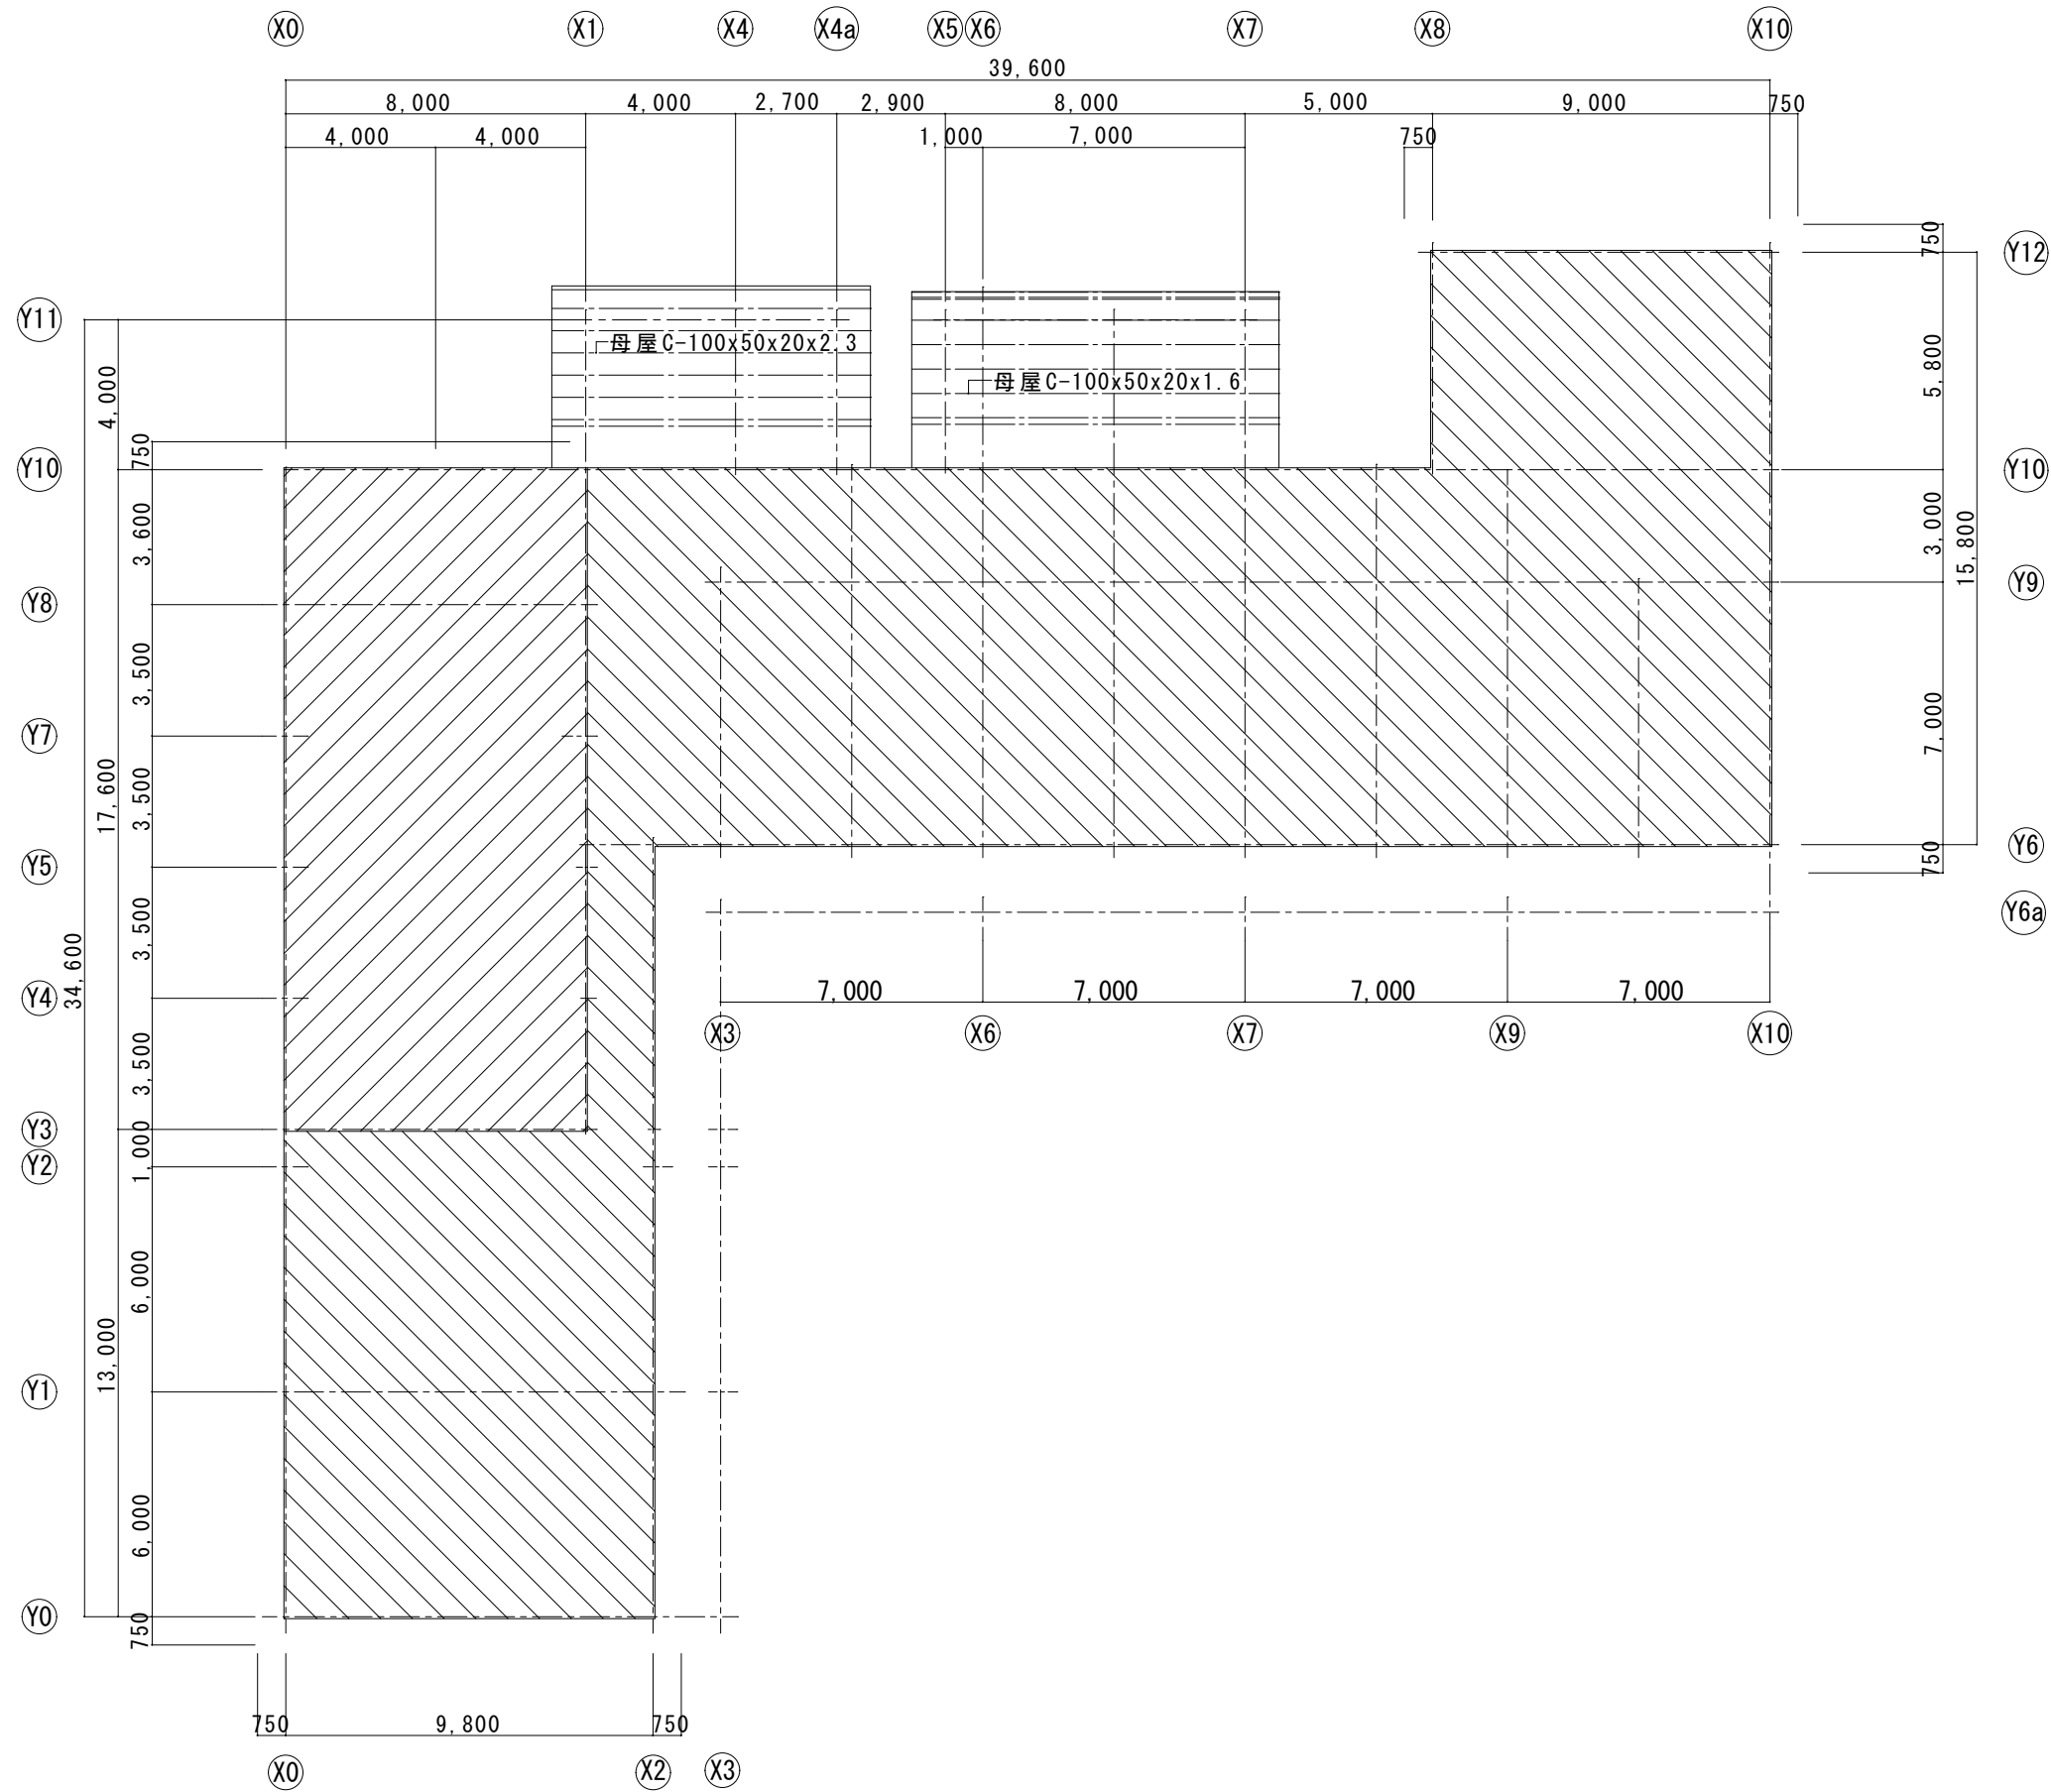 X0 X1 X4 X4a X5 X6 X7 X8 X10
39,600
8,000 4,000 2,700 2,900 8,000 5,000 9,000 750
4,000 4,000 1,000 7,000 750
Y11
Y10
Y8
Y7
Y5
Y4
Y3
Y2
Y1
Y0
34,600
4,000
17,600
13,000
750
3,600
3,500
3,500
3,500
3,500
1,000
6,000
6,000
750
母屋C-100x50x20x2.3
母屋C-100x50x20x1.6
750
5,800
3,000
7,000
750
15,800
Y12
Y10
Y9
Y6
Y6a
7,000 7,000 7,000 7,000
X3 X6 X7 X9 X10
750 9,800 750
X0 X2 X3